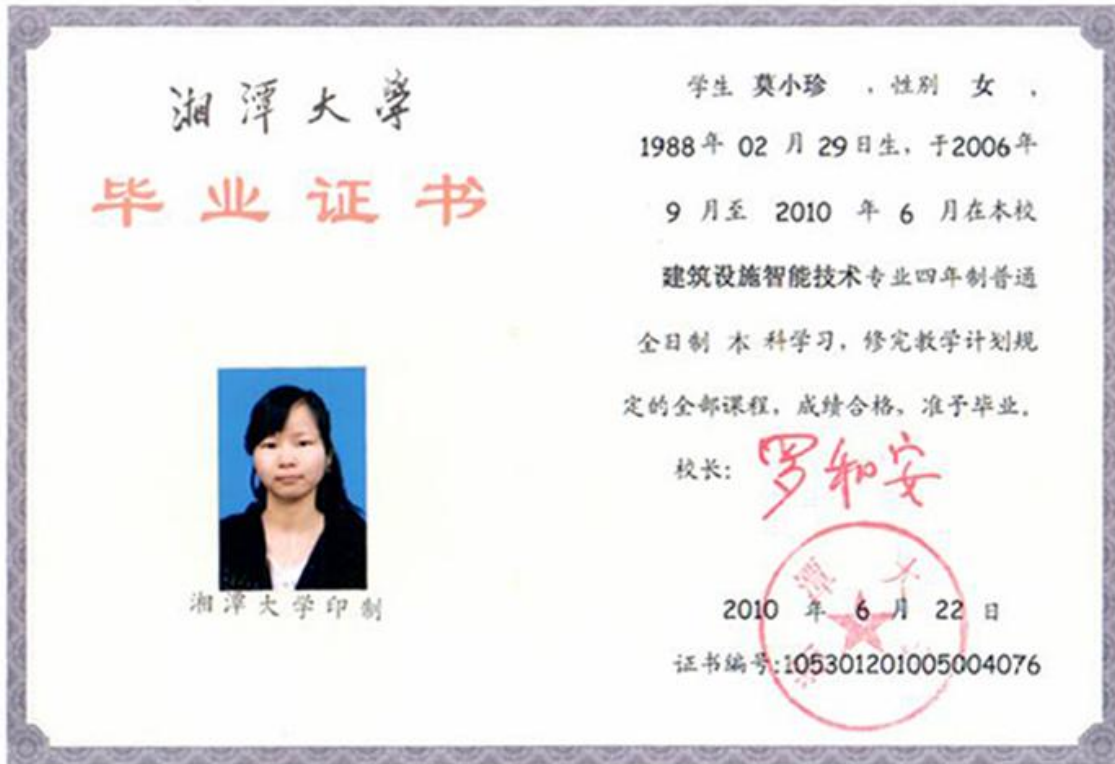 湘潭大学
毕业证书
湘潭大学印制
学生 莫小珍 ,性别 女 ,
1988年 02 月 29日生,于2006年
9 月至 2010 年 6 月在本校
建筑设施智能技术专业四年制普通
全日制 本 科学习,修完教学计划规
定的全部课程,成绩合格,准予毕业。
校长: 罗和安
湘潭大学
2010 年 6 月 22 日
证书编号:105301201005004076